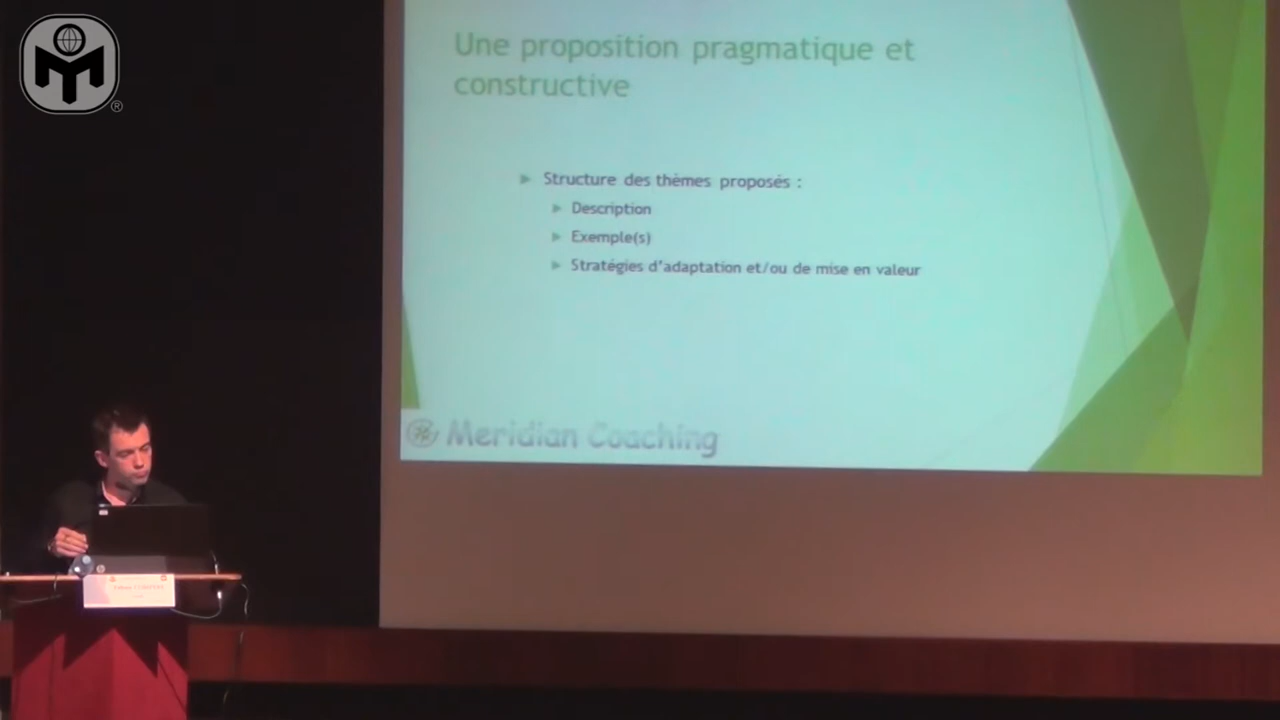 Une proposition pragmatique et
constructive
► Structure des thèmes proposés :
► Description
► Exemple(s)
► Stratégies d'adaptation et/ou de mise en valeur
Meridian Coaching
®